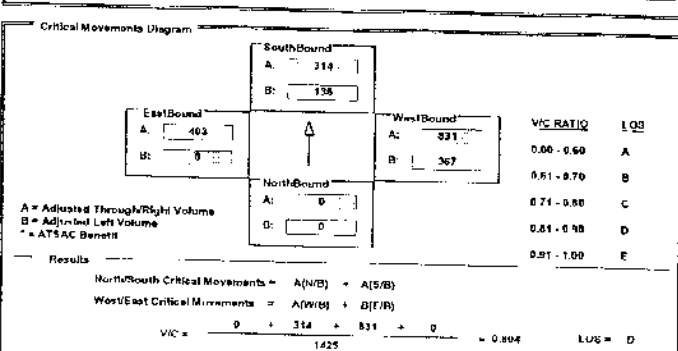 Critical Movements Diagram
SouthBound
A: 314
B: 138
EastBound
A: 403
B: 0
WestBound
A: 831
B: 367
NorthBound
A: 0
B: 0
V/C RATIO LOS
0.00 - 0.60 A
0.61 - 0.70 B
0.71 - 0.80 C
0.81 - 0.90 D
0.91 - 1.00 E
A = Adjusted Through/Right Volume
B = Adjusted Left Volume
* = ATSAC Benefit
Results
North/South Critical Movements = A(N/B) + A(S/B)
West/East Critical Movements = A(W/B) + B(E/B)
V/C = 0 + 314 + 831 + 0 = 0.804 LOS = D
1425